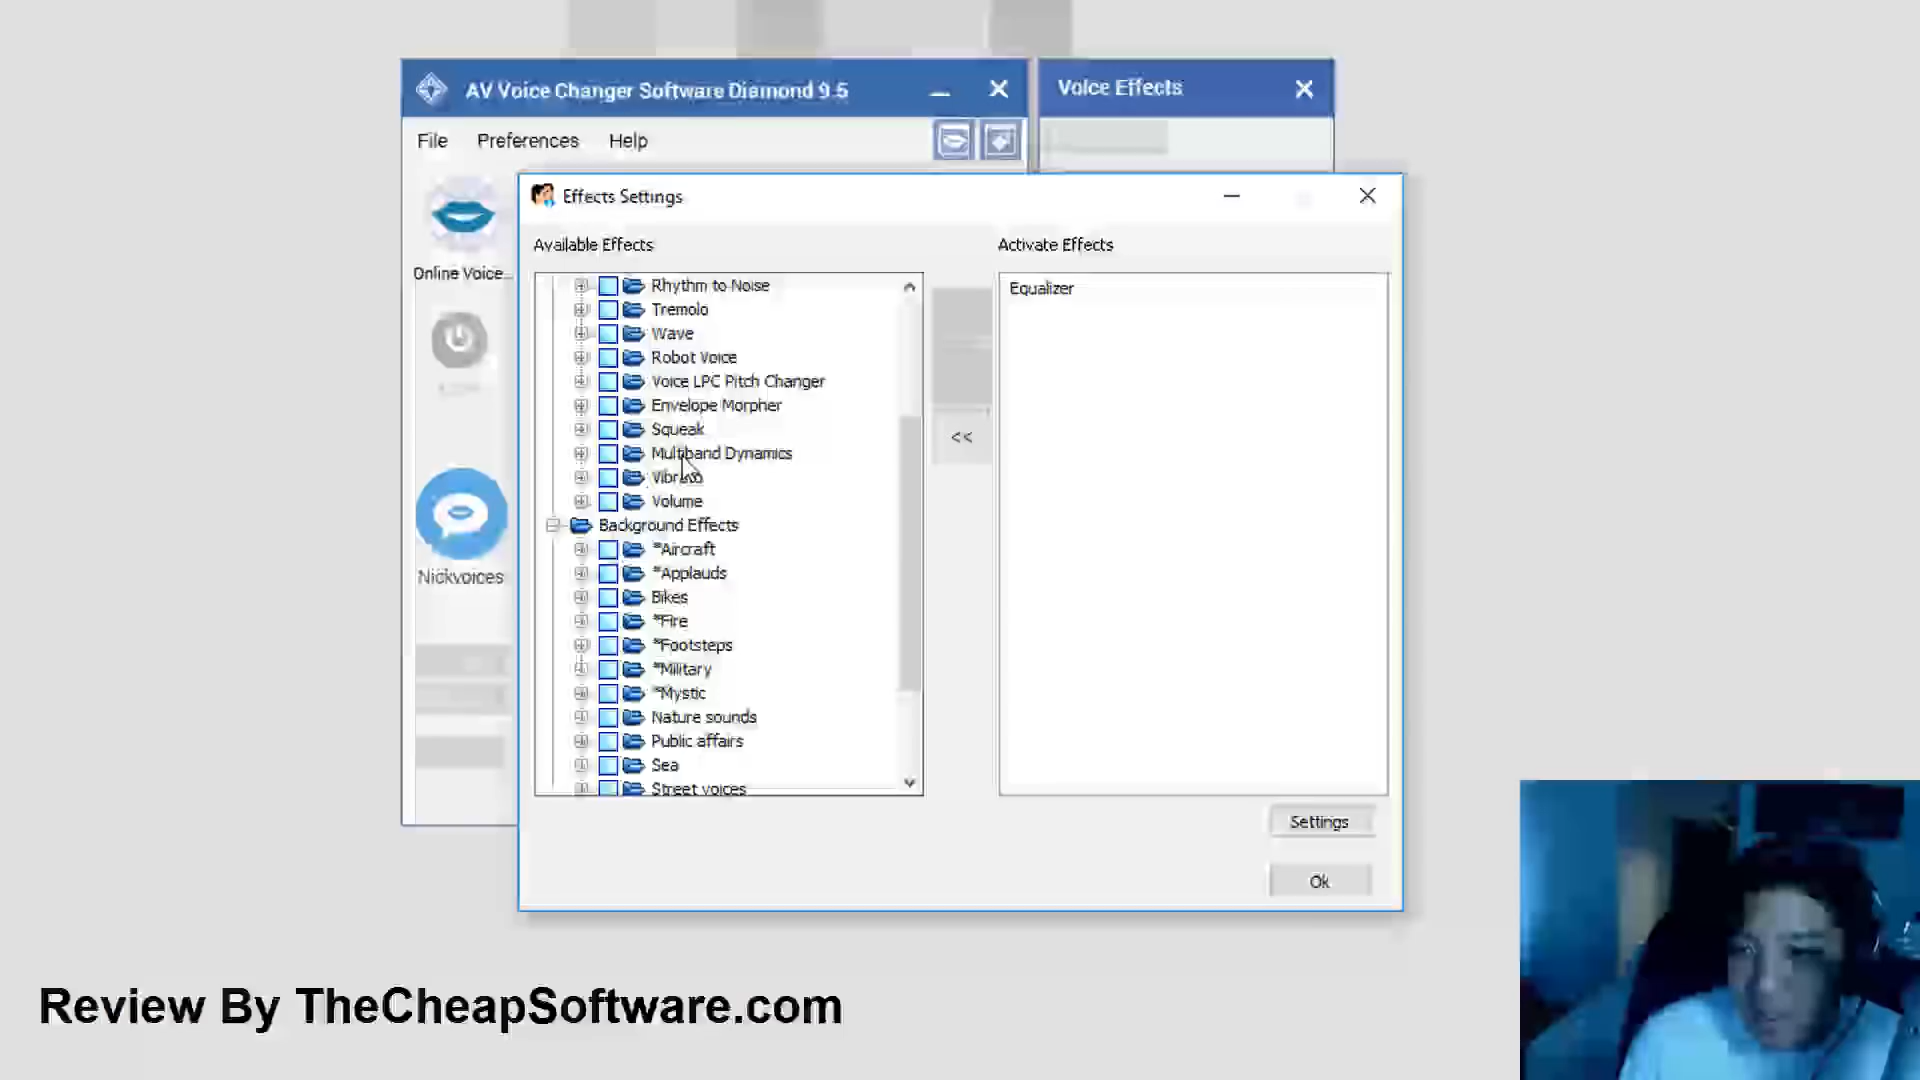 AV Voice Changer Software Diamond 9.5
Voice Effects
File Preferences Help
Effects Settings
Available Effects
Activate Effects
Online Voice...
Rhythm to Noise
Equalizer
Tremolo
Wave
Robot Voice
Voice LPC Pitch Changer
Envelope Morpher
Squeak
<<
Multiband Dynamics
Vibrato
Volume
Background Effects
*Aircraft
*Applauds
Nickvoices
Bikes
*Fire
*Footsteps
*Military
*Mystic
Nature sounds
Public affairs
Sea
Street voices
Settings
Ok
Review By TheCheapSoftware.com